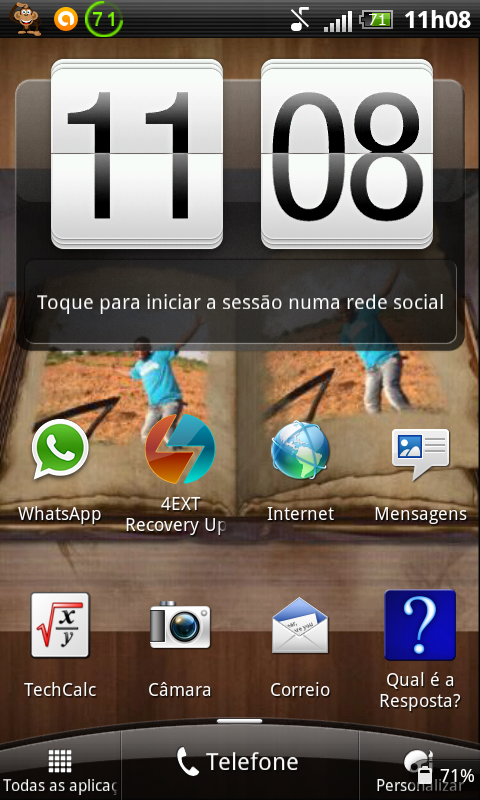 71
71
11h08
11 08
Toque para iniciar a sessão numa rede social
WhatsApp
4EXT
Recovery Up
Internet
Mensagens
TechCalc
Câmara
Correio
Qual é a
Resposta?
Todas as aplicaç
Telefone
Personalizar
71%